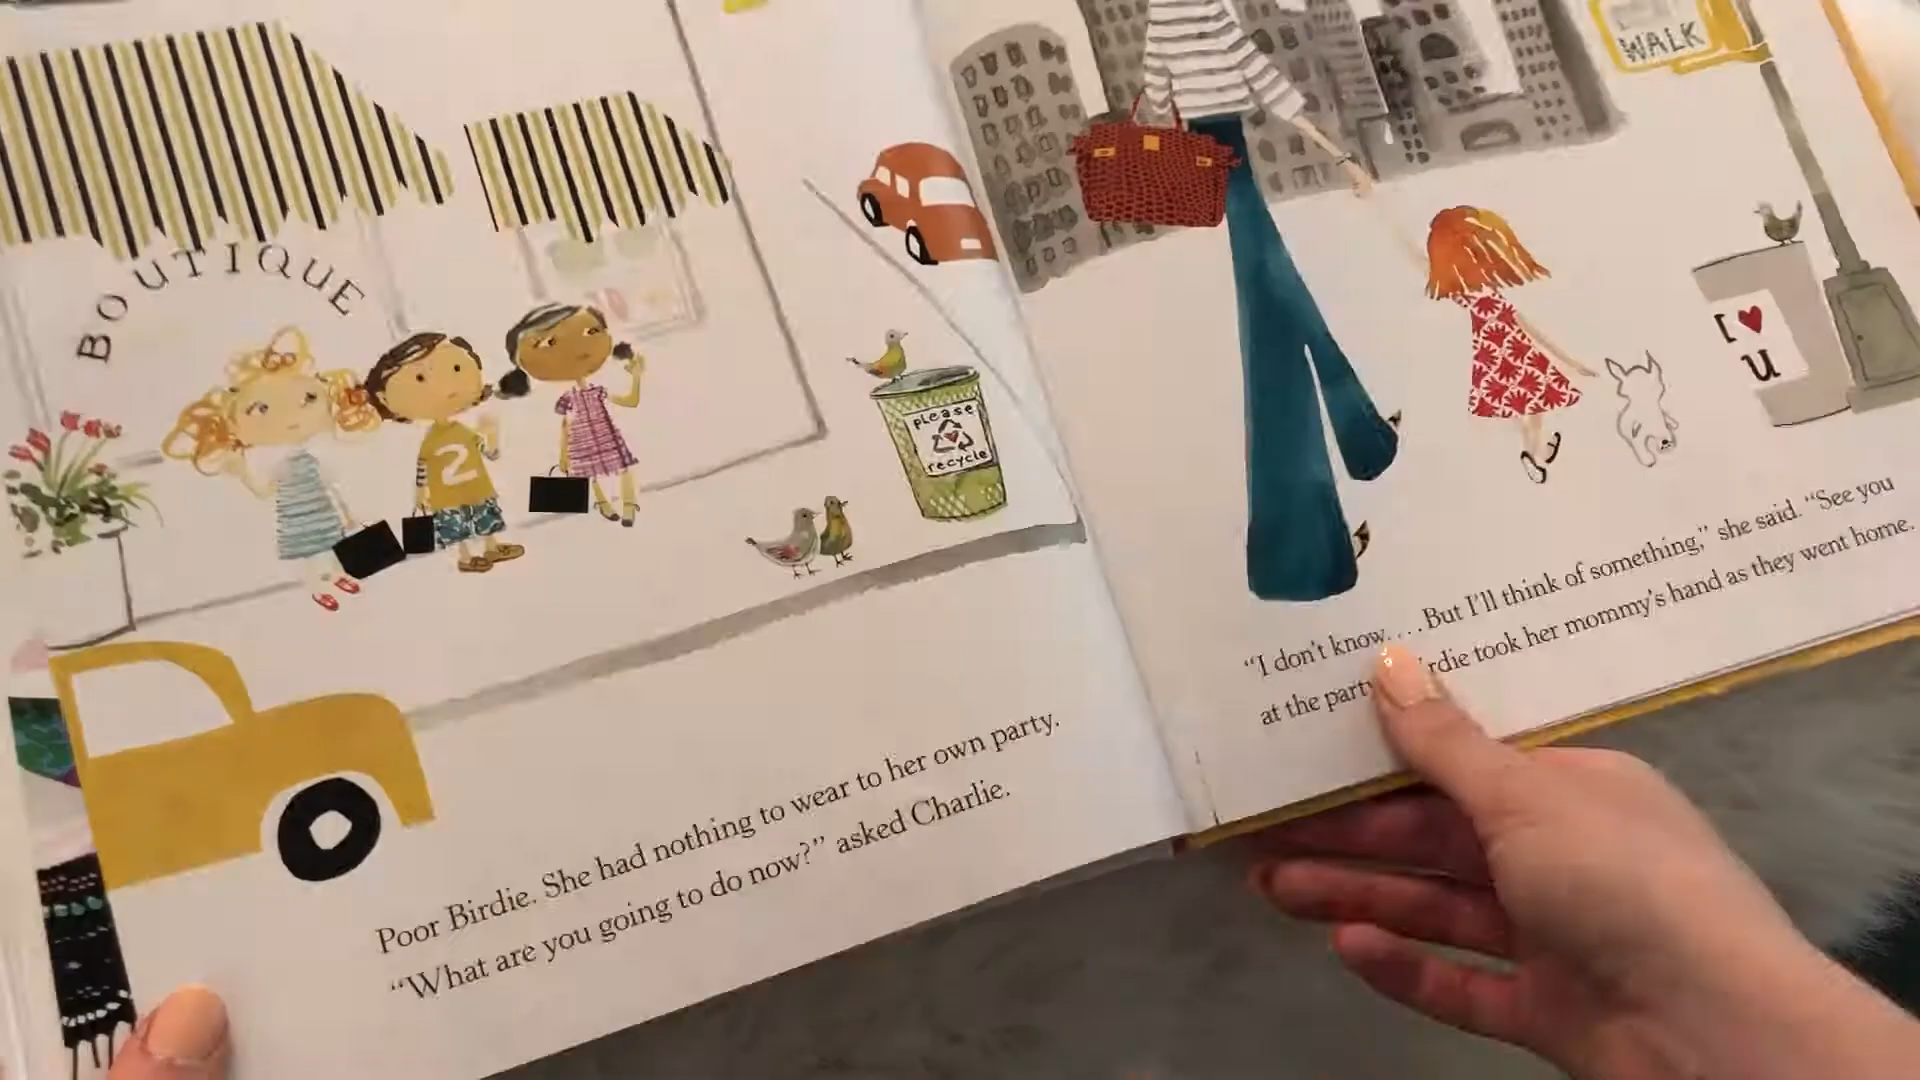 BOUTIQUE
2
PLEASE
recycle
Poor Birdie. She had nothing to wear to her own party.
“What are you going to do now?” asked Charlie.
WALK
I ♥
U
“I don't know. . . . But I'll think of something,” she said. “See you
at the party rdie took her mommy's hand as they went home.